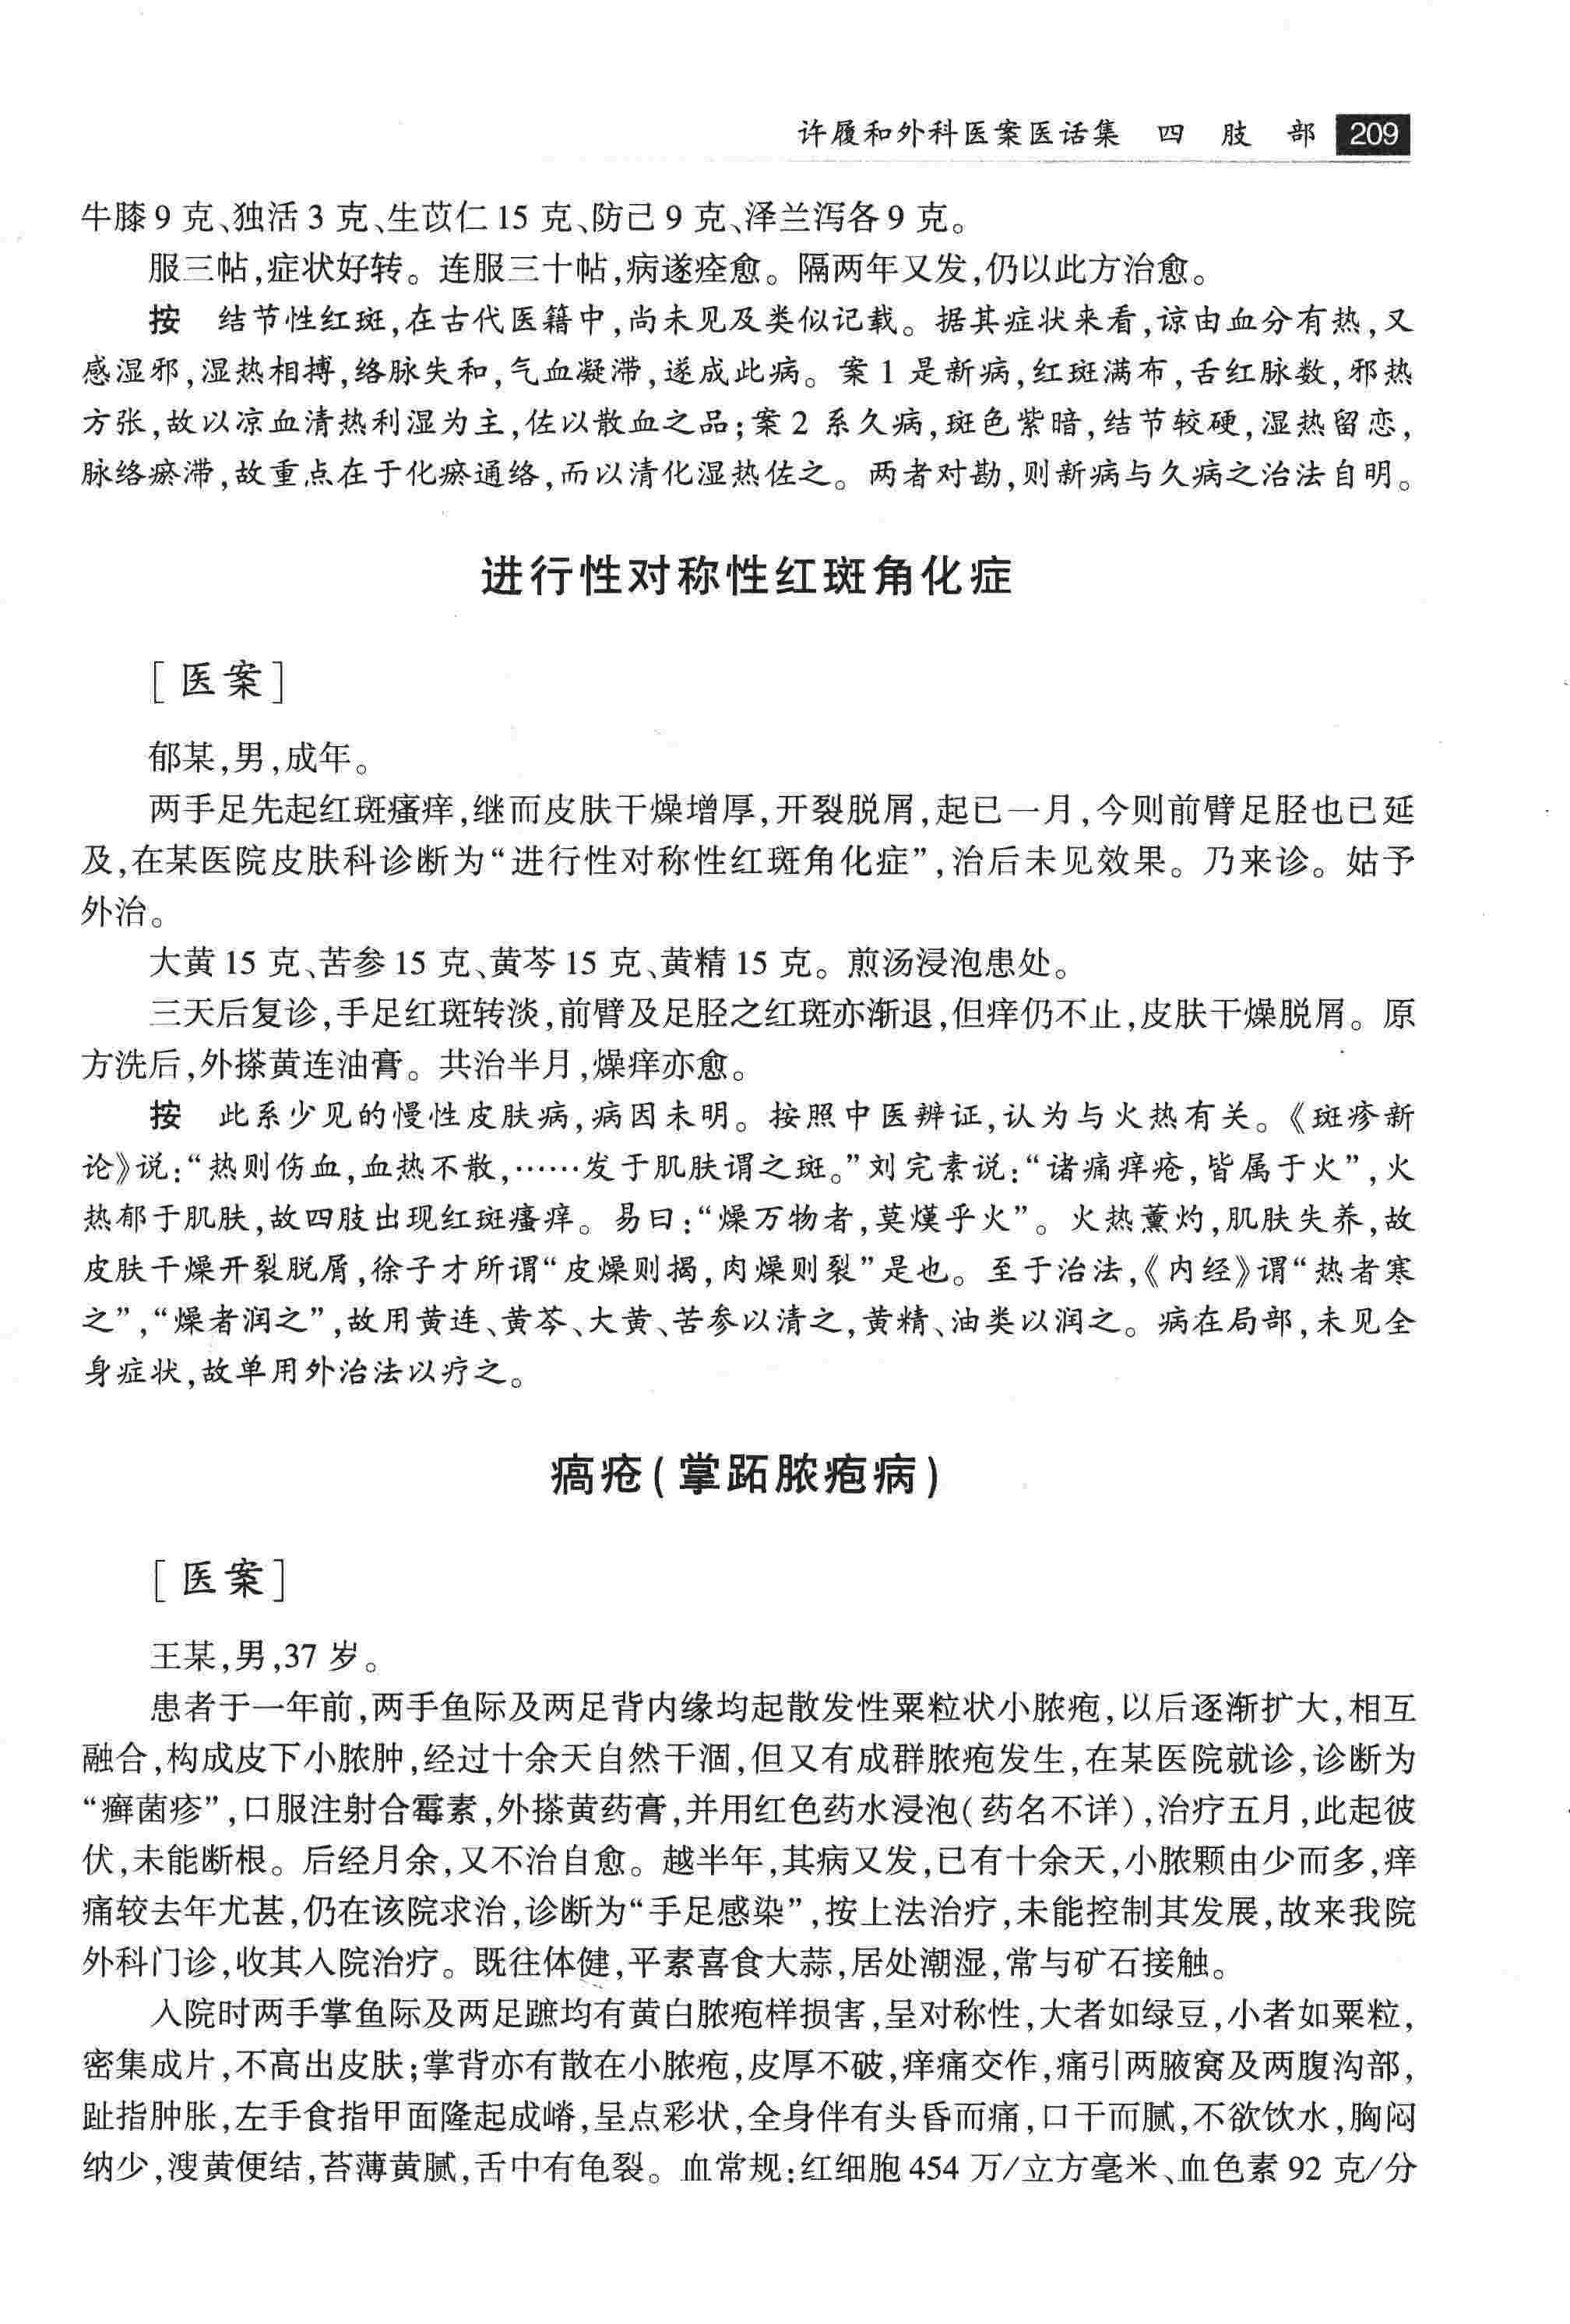 许履和外科医案医话集 四 肢 部 209
牛膝9克、独活3克、生苡仁15克、防己9克、泽兰泻各9克。
服三帖,症状好转。连服三十帖,病遂痊愈。隔两年又发,仍以此方治愈。
按 结节性红斑,在古代医籍中,尚未见及类似记载。据其症状来看,谅由血分有热,又
感湿邪,湿热相搏,络脉失和,气血凝滞,遂成此病。案1是新病,红斑满布,舌红脉数,邪热
方张,故以凉血清热利湿为主,佐以散血之品;案2系久病,斑色紫暗,结节较硬,湿热留恋,
脉络瘀滞,故重点在于化瘀通络,而以清化湿热佐之。两者对勘,则新病与久病之治法自明。
进行性对称性红斑角化症
[医案]
郁某,男,成年。
两手足先起红斑瘙痒,继而皮肤干燥增厚,开裂脱屑,起已一月,今则前臂足胫也已延
及,在某医院皮肤科诊断为“进行性对称性红斑角化症”,治后未见效果。乃来诊。姑予
外治。
大黄15克、苦参15克、黄芩15克、黄精15克。煎汤浸泡患处。
三天后复诊,手足红斑转淡,前臂及足胫之红斑亦渐退,但痒仍不止,皮肤干燥脱屑。原
方洗后,外搽黄连油膏。共治半月,燥痒亦愈。
按 此系少见的慢性皮肤病,病因未明。按照中医辨证,认为与火热有关。《斑疹新
论》说:“热则伤血,血热不散,……发于肌肤谓之斑。”刘完素说:“诸痛痒疮,皆属于火”,火
热郁于肌肤,故四肢出现红斑瘙痒。易曰:“燥万物者,莫熯乎火”。火热薰灼,肌肤失养,故
皮肤干燥开裂脱屑,徐子才所谓“皮燥则揭,肉燥则裂”是也。至于治法,《内经》谓“热者寒
之”,“燥者润之”,故用黄连、黄芩、大黄、苦参以清之,黄精、油类以润之。病在局部,未见全
身症状,故单用外治法以疗之。
㾾疮(掌跖脓疱病)
[医案]
王某,男,37岁。
患者于一年前,两手鱼际及两足背内缘均起散发性粟粒状小脓疱,以后逐渐扩大,相互
融合,构成皮下小脓肿,经过十余天自然干涸,但又有成群脓疱发生,在某医院就诊,诊断为
“癣菌疹”,口服注射合霉素,外搽黄药膏,并用红色药水浸泡(药名不详),治疗五月,此起彼
伏,未能断根。后经月余,又不治自愈。越半年,其病又发,已有十余天,小脓颗由少而多,痒
痛较去年尤甚,仍在该院求治,诊断为“手足感染”,按上法治疗,未能控制其发展,故来我院
外科门诊,收其入院治疗。既往体健,平素喜食大蒜,居处潮湿,常与矿石接触。
入院时两手掌鱼际及两足蹠均有黄白脓疱样损害,呈对称性,大者如绿豆,小者如粟粒,
密集成片,不高出皮肤;掌背亦有散在小脓疱,皮厚不破,痒痛交作,痛引两腋窝及两腹沟部,
趾指肿胀,左手食指甲面隆起成嵴,呈点彩状,全身伴有头昏而痛,口干而腻,不欲饮水,胸闷
纳少,溲黄便结,苔薄黄腻,舌中有龟裂。血常规:红细胞454万/立方毫米、血色素92克/分